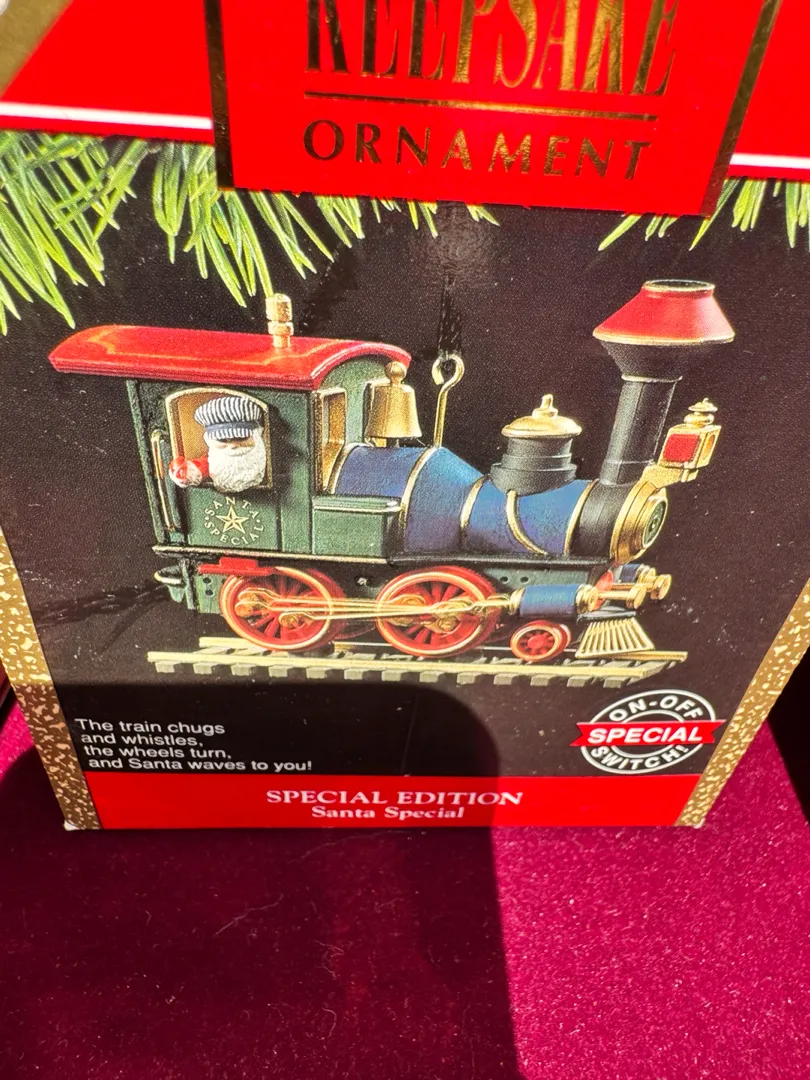 KEEPSAKE
ORNAMENT
SANTA
SPECIAL
The train chugs
and whistles,
the wheels turn,
and Santa waves to you!
ON-OFF
SPECIAL
SWITCH!
SPECIAL EDITION
Santa Special